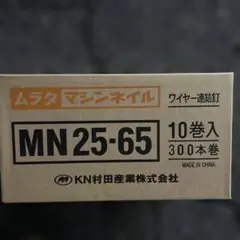 ムラタ マシンネイル ワイヤー連結釘
MN 25-65
10巻入
300本巻
MADE IN CHINA
KN村田産業株式会社